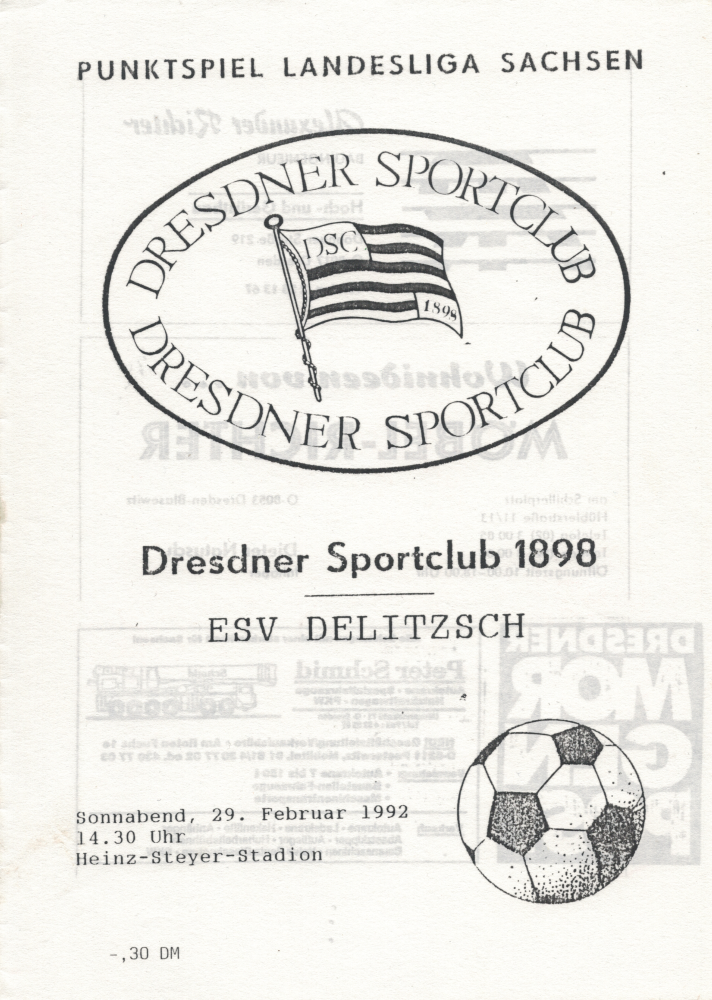 PUNKTSPIEL LANDESLIGA SACHSEN
DRESDNER SPORTCLUB
DSC
1898
DRESDNER SPORTCLUB
Dresdner Sportclub 1898
ESV DELITZSCH
Sonnabend, 29. Februar 1992
14.30 Uhr
Heinz-Steyer-Stadion
-,30 DM